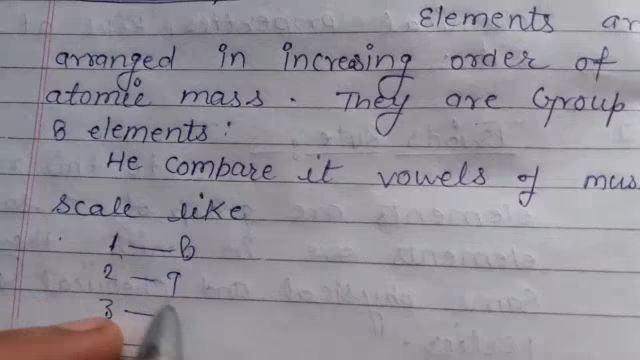 Elements ar
arranged in increasing order of
atomic mass. They are Group
8 elements:
He compare it vowels of mus
scale like
1 — 8
2 — 9
3 —